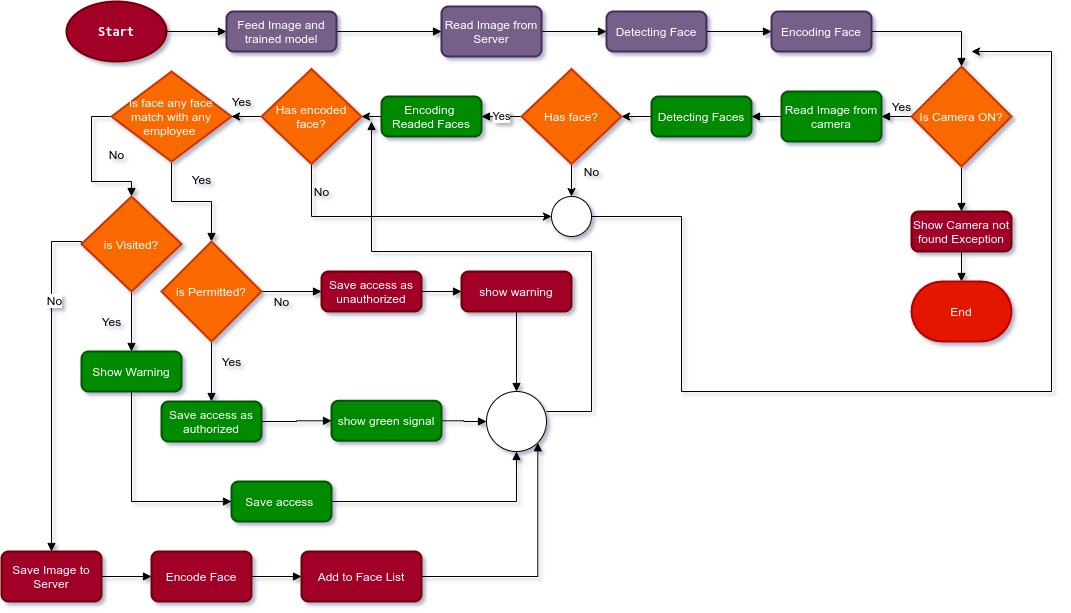 Start
Feed Image and
trained model
Read Image from
Server
Detecting Face
Encoding Face
Is face any face
match with any
employee
Yes
Has encoded
face?
Encoding
Readed Faces
Yes
Has face?
Detecting Faces
Read Image from
camera
Yes
Is Camera ON?
No
Yes
No
No
is Visited?
is Permitted?
Show Camera not
found Exception
No
Yes
No
Save access as
unauthorized
show warning
End
Show Warning
Yes
Save access as
authorized
show green signal
Save access
Save Image to
Server
Encode Face
Add to Face List